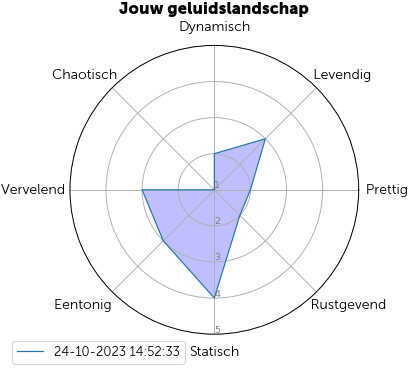 Jouw geluidslandschap
Dynamisch
Chaotisch
Levendig
Vervelend
1
Prettig
2
3
4
Eentonig
Rustgevend
5
24-10-2023 14:52:33
Statisch